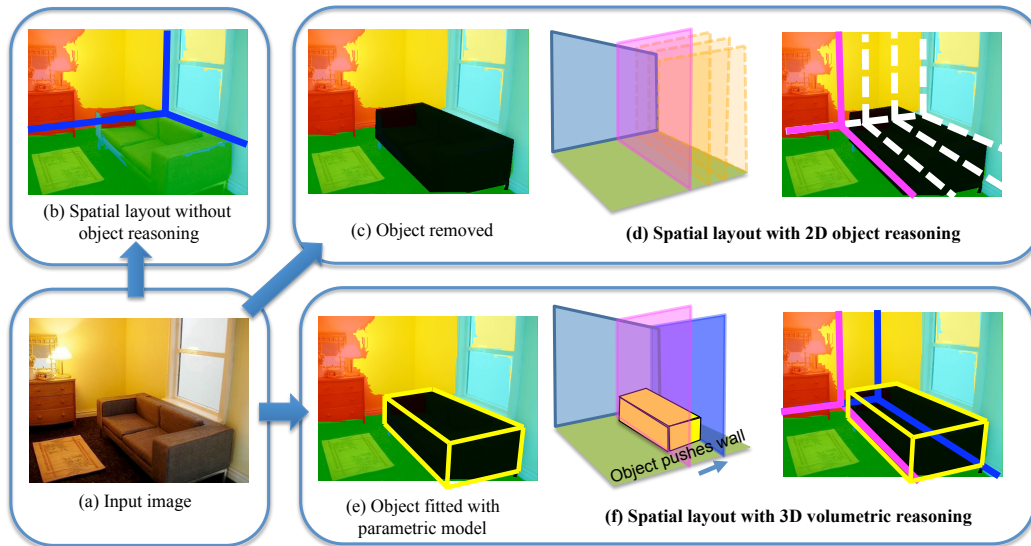 (b) Spatial layout without
object reasoning
(c) Object removed
(d) Spatial layout with 2D object reasoning
(a) Input image
(e) Object fitted with
parametric model
Object pushes wall
(f) Spatial layout with 3D volumetric reasoning